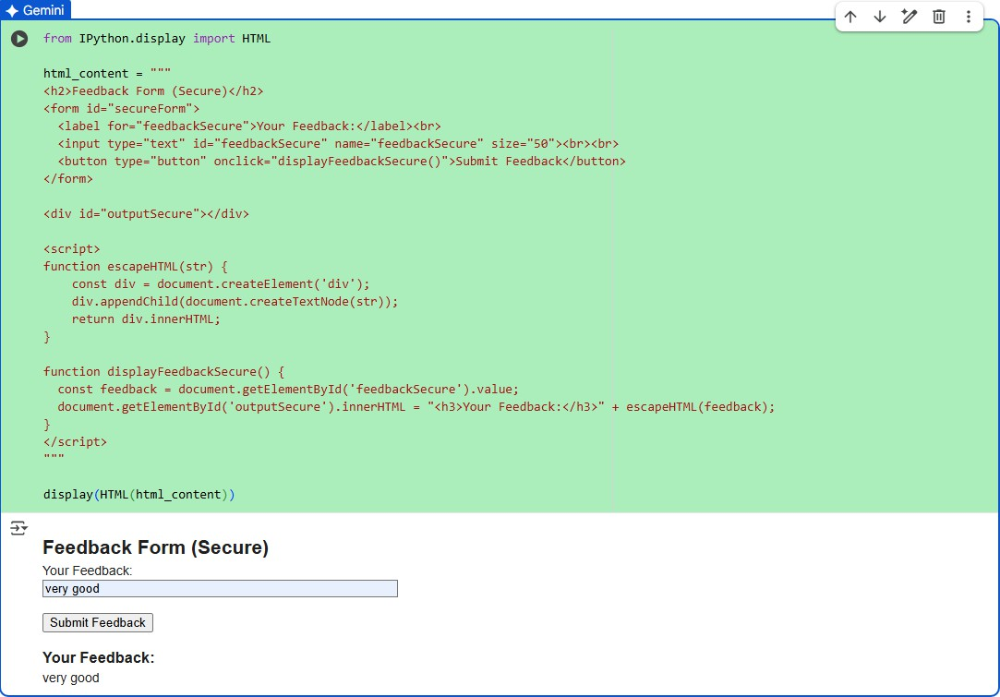 Gemini
from IPython.display import HTML
html_content = """
<h2>Feedback Form (Secure)</h2>
<form id="secureForm">
  <label for="feedbackSecure">Your Feedback:</label><br>
  <input type="text" id="feedbackSecure" name="feedbackSecure" size="50"><br><br>
  <button type="button" onclick="displayFeedbackSecure()">Submit Feedback</button>
</form>
<div id="outputSecure"></div>
<script>
function escapeHTML(str) {
    const div = document.createElement('div');
    div.appendChild(document.createTextNode(str));
    return div.innerHTML;
}
function displayFeedbackSecure() {
  const feedback = document.getElementById('feedbackSecure').value;
  document.getElementById('outputSecure').innerHTML = "<h3>Your Feedback:</h3>" + escapeHTML(feedback);
}
</script>
"""
display(HTML(html_content))
Feedback Form (Secure)
Your Feedback:
very good
Submit Feedback
Your Feedback:
very good